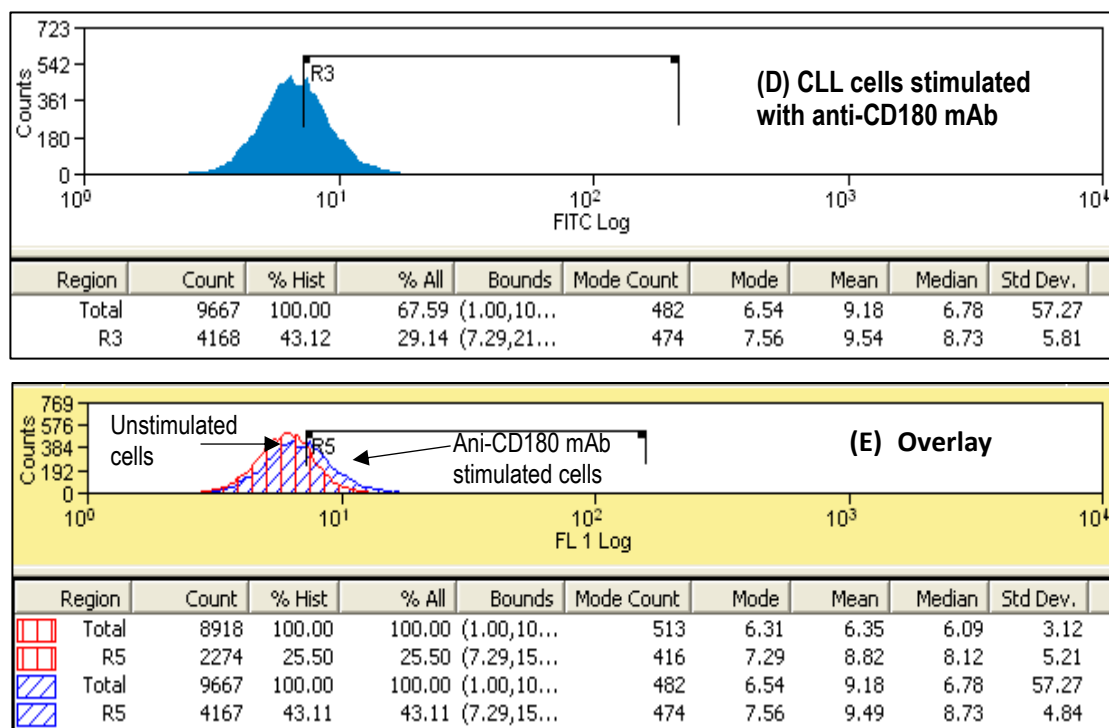 723
542
361
180
0
Counts
R3
(D) CLL cells stimulated
with anti-CD180 mAb
10⁰ 10¹ 10² 10³ 10⁴
FITC Log
Region Count % Hist % All Bounds Mode Count Mode Mean Median Std Dev.
Total 9667 100.00 67.59 (1.00,10... 482 6.54 9.18 6.78 57.27
R3 4168 43.12 29.14 (7.29,21... 474 7.56 9.54 8.73 5.81
769
576
384
192
0
Counts
Unstimulated
cells
R5
Ani-CD180 mAb
stimulated cells
(E) Overlay
10⁰ 10¹ 10² 10³ 10⁴
FL 1 Log
Region Count % Hist % All Bounds Mode Count Mode Mean Median Std Dev.
Total 8918 100.00 100.00 (1.00,10... 513 6.31 6.35 6.09 3.12
R5 2274 25.50 25.50 (7.29,15... 416 7.29 8.82 8.12 5.21
Total 9667 100.00 100.00 (1.00,10... 482 6.54 9.18 6.78 57.27
R5 4167 43.11 43.11 (7.29,15... 474 7.56 9.49 8.73 4.84